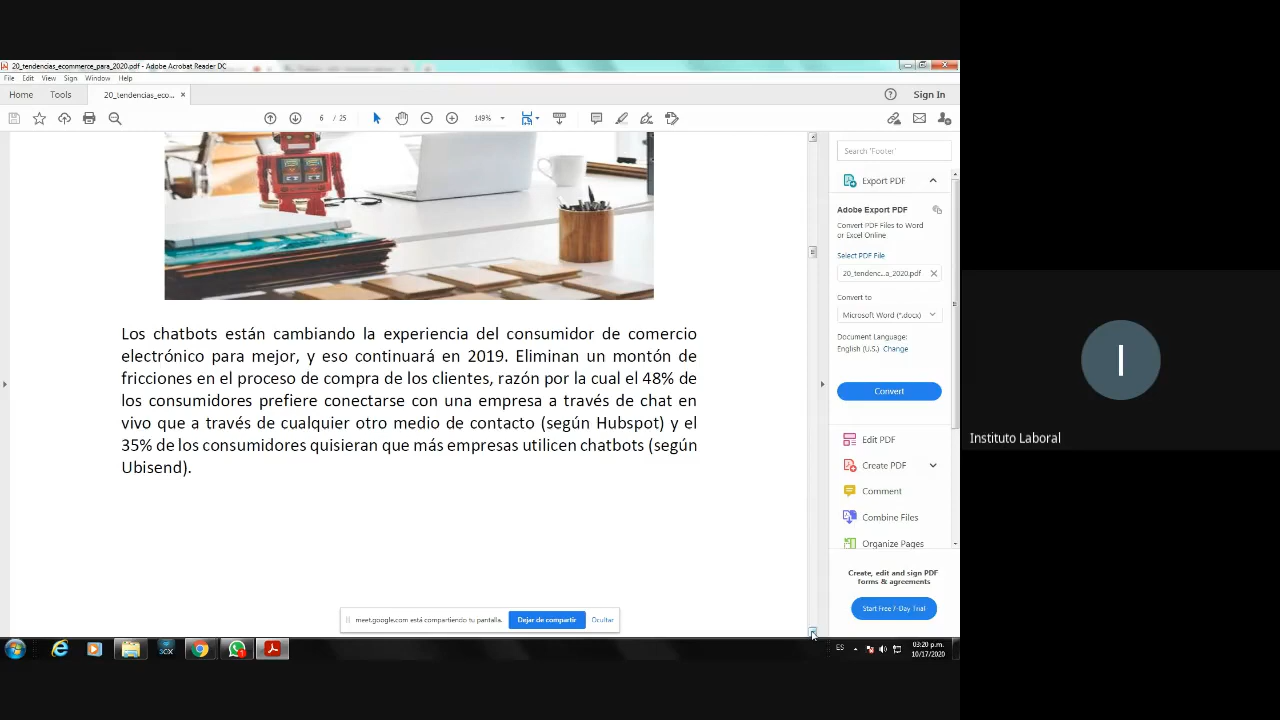 20_tendencias_ecommerce_para_2020.pdf - Adobe Acrobat Reader DC
File Edit View Sign Window Help
Home Tools 20_tendencias_eco... × Sign In
6 / 25 149%
Search 'Footer'
Export PDF
Adobe Export PDF
Convert PDF Files to Word
or Excel Online
Select PDF File
20_tendenc...a_2020.pdf
Convert to
Microsoft Word (*.docx)
Document Language:
English (U.S.) Change
Convert
Edit PDF
Create PDF
Comment
Combine Files
Organize Pages
Create, edit and sign PDF
forms & agreements
Start Free 7-Day Trial
Los chatbots están cambiando la experiencia del consumidor de comercio
electrónico para mejor, y eso continuará en 2019. Eliminan un montón de
fricciones en el proceso de compra de los clientes, razón por la cual el 48% de
los consumidores prefiere conectarse con una empresa a través de chat en
vivo que a través de cualquier otro medio de contacto (según Hubspot) y el
35% de los consumidores quisieran que más empresas utilicen chatbots (según
Ubisend).
meet.google.com está compartiendo tu pantalla. Dejar de compartir Ocultar
3CX
ES
03:20 p.m.
10/17/2020
I
Instituto Laboral